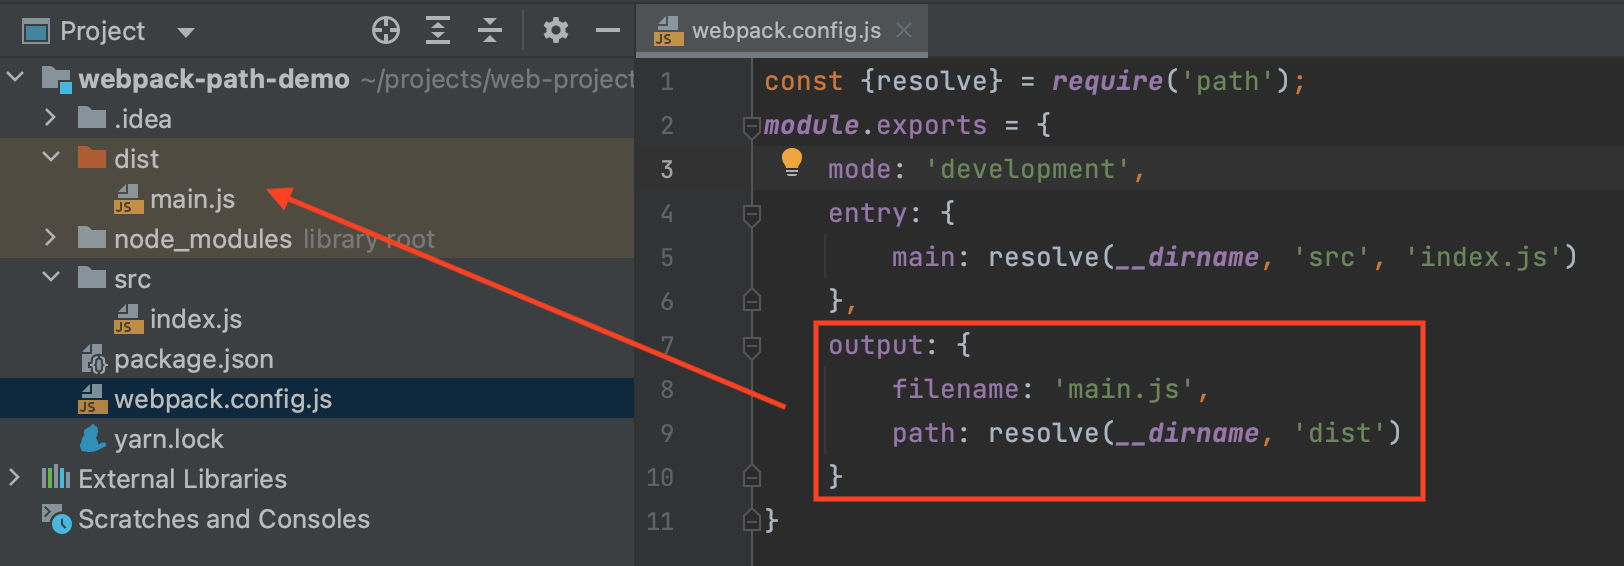 Project
webpack-path-demo ~/projects/web-project
.idea
dist
main.js
node_modules library root
src
index.js
package.json
webpack.config.js
yarn.lock
External Libraries
Scratches and Consoles
webpack.config.js
1 const {resolve} = require('path');
2 module.exports = {
3 mode: 'development',
4 entry: {
5 main: resolve(__dirname, 'src', 'index.js')
6 },
7 output: {
8 filename: 'main.js',
9 path: resolve(__dirname, 'dist')
10 }
11 }